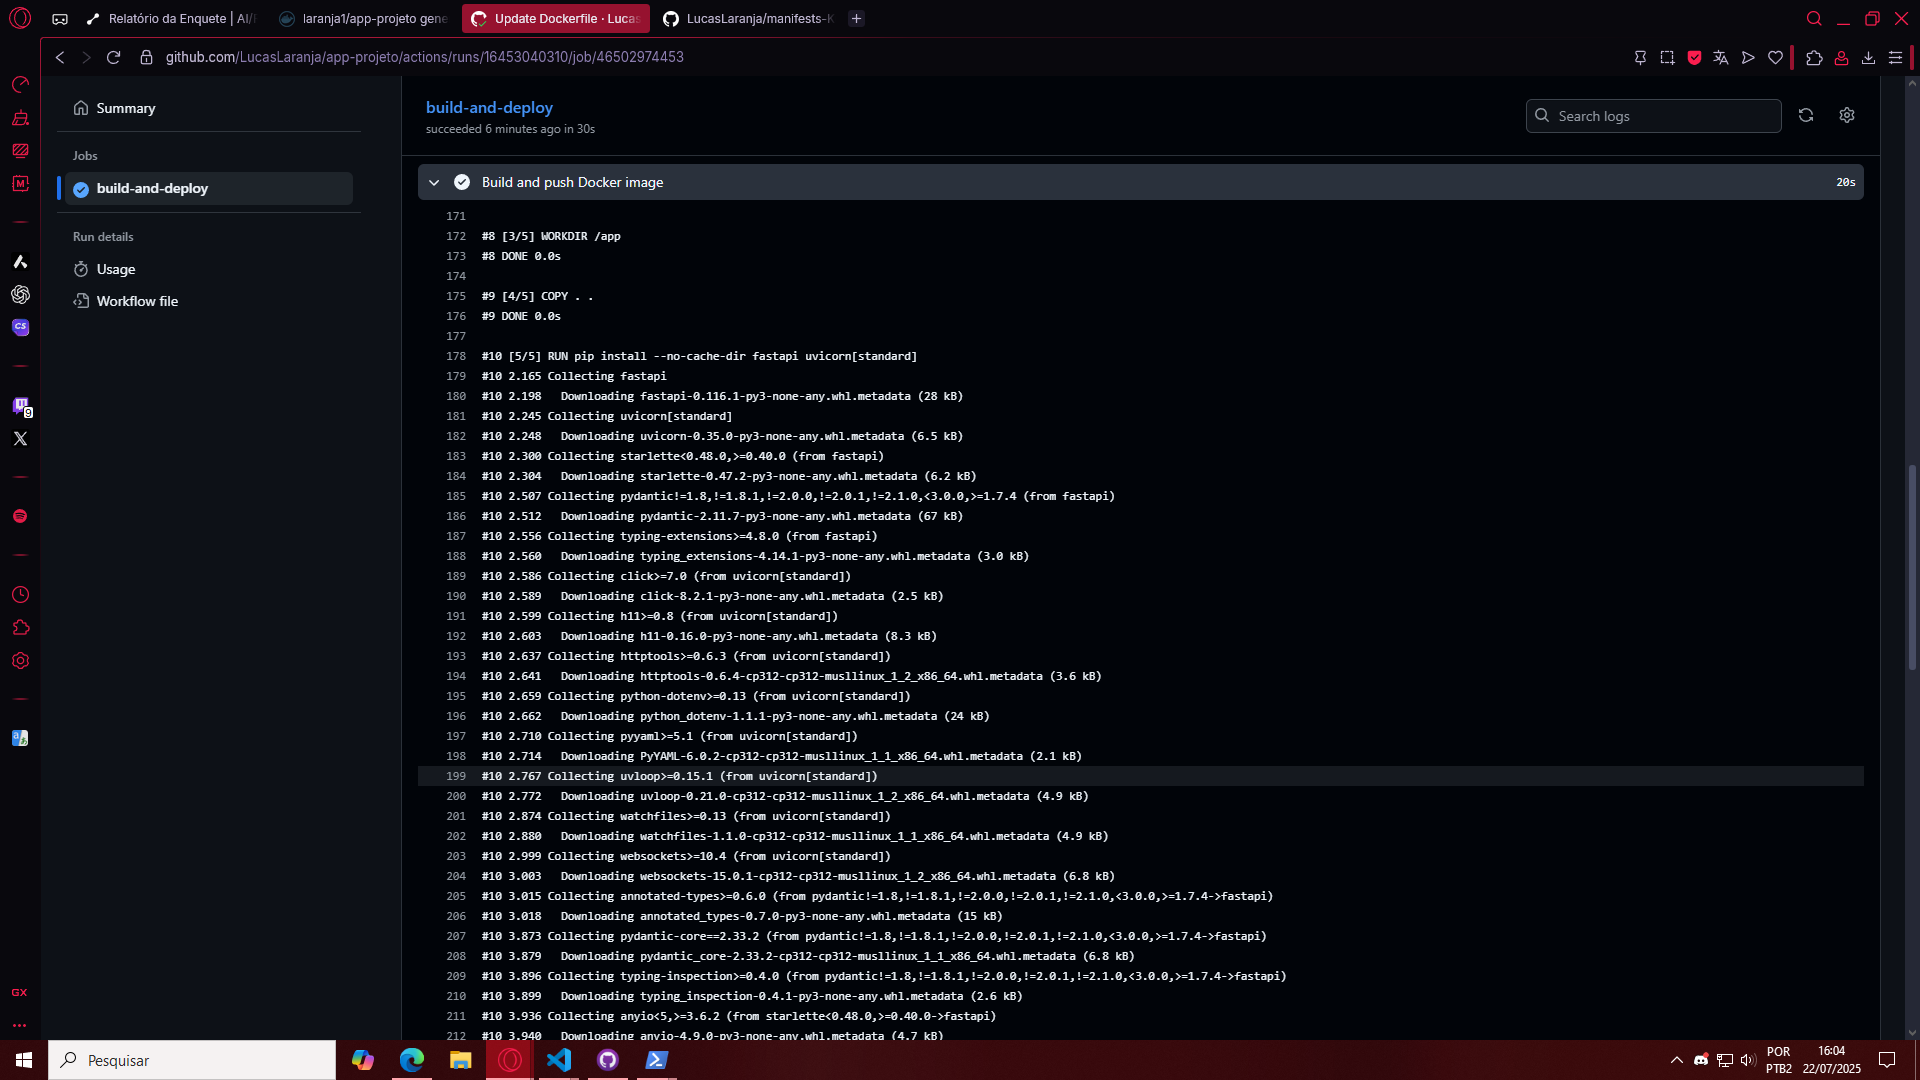 Relatório da Enquete | AI/
laranja1/app-projeto gene
Update Dockerfile · Lucas
LucasLaranja/manifests-K
github.com/LucasLaranja/app-projeto/actions/runs/16453040310/job/46502974453
Summary
Jobs
build-and-deploy
Run details
Usage
Workflow file
build-and-deploy
succeeded 6 minutes ago in 30s
Search logs
Build and push Docker image
20s
171
172 #8 [3/5] WORKDIR /app
173 #8 DONE 0.0s
174
175 #9 [4/5] COPY . .
176 #9 DONE 0.0s
177
178 #10 [5/5] RUN pip install --no-cache-dir fastapi uvicorn[standard]
179 #10 2.165 Collecting fastapi
180 #10 2.198   Downloading fastapi-0.116.1-py3-none-any.whl.metadata (28 kB)
181 #10 2.245 Collecting uvicorn[standard]
182 #10 2.248   Downloading uvicorn-0.35.0-py3-none-any.whl.metadata (6.5 kB)
183 #10 2.300 Collecting starlette<0.48.0,>=0.40.0 (from fastapi)
184 #10 2.304   Downloading starlette-0.47.2-py3-none-any.whl.metadata (6.2 kB)
185 #10 2.507 Collecting pydantic!=1.8,!=1.8.1,!=2.0.0,!=2.0.1,!=2.1.0,<3.0.0,>=1.7.4 (from fastapi)
186 #10 2.512   Downloading pydantic-2.11.7-py3-none-any.whl.metadata (67 kB)
187 #10 2.556 Collecting typing-extensions>=4.8.0 (from fastapi)
188 #10 2.560   Downloading typing_extensions-4.14.1-py3-none-any.whl.metadata (3.0 kB)
189 #10 2.586 Collecting click>=7.0 (from uvicorn[standard])
190 #10 2.589   Downloading click-8.2.1-py3-none-any.whl.metadata (2.5 kB)
191 #10 2.599 Collecting h11>=0.8 (from uvicorn[standard])
192 #10 2.603   Downloading h11-0.16.0-py3-none-any.whl.metadata (8.3 kB)
193 #10 2.637 Collecting httptools>=0.6.3 (from uvicorn[standard])
194 #10 2.641   Downloading httptools-0.6.4-cp312-cp312-musllinux_1_2_x86_64.whl.metadata (3.6 kB)
195 #10 2.659 Collecting python-dotenv>=0.13 (from uvicorn[standard])
196 #10 2.662   Downloading python_dotenv-1.1.1-py3-none-any.whl.metadata (24 kB)
197 #10 2.710 Collecting pyyaml>=5.1 (from uvicorn[standard])
198 #10 2.714   Downloading PyYAML-6.0.2-cp312-cp312-musllinux_1_1_x86_64.whl.metadata (2.1 kB)
199 #10 2.767 Collecting uvloop>=0.15.1 (from uvicorn[standard])
200 #10 2.772   Downloading uvloop-0.21.0-cp312-cp312-musllinux_1_2_x86_64.whl.metadata (4.9 kB)
201 #10 2.874 Collecting watchfiles>=0.13 (from uvicorn[standard])
202 #10 2.880   Downloading watchfiles-1.1.0-cp312-cp312-musllinux_1_1_x86_64.whl.metadata (4.9 kB)
203 #10 2.999 Collecting websockets>=10.4 (from uvicorn[standard])
204 #10 3.003   Downloading websockets-15.0.1-cp312-cp312-musllinux_1_2_x86_64.whl.metadata (6.8 kB)
205 #10 3.015 Collecting annotated-types>=0.6.0 (from pydantic!=1.8,!=1.8.1,!=2.0.0,!=2.0.1,!=2.1.0,<3.0.0,>=1.7.4->fastapi)
206 #10 3.018   Downloading annotated_types-0.7.0-py3-none-any.whl.metadata (15 kB)
207 #10 3.873 Collecting pydantic-core==2.33.2 (from pydantic!=1.8,!=1.8.1,!=2.0.0,!=2.0.1,!=2.1.0,<3.0.0,>=1.7.4->fastapi)
208 #10 3.879   Downloading pydantic_core-2.33.2-cp312-cp312-musllinux_1_1_x86_64.whl.metadata (6.8 kB)
209 #10 3.896 Collecting typing-inspection>=0.4.0 (from pydantic!=1.8,!=1.8.1,!=2.0.0,!=2.0.1,!=2.1.0,<3.0.0,>=1.7.4->fastapi)
210 #10 3.899   Downloading typing_inspection-0.4.1-py3-none-any.whl.metadata (2.6 kB)
211 #10 3.936 Collecting anyio<5,>=3.6.2 (from starlette<0.48.0,>=0.40.0->fastapi)
212 #10 3.940   Downloading anyio-4.9.0-py3-none-any.whl.metadata (4.7 kB)
M
CS
9
GX
Pesquisar
POR
PTB2
16:04
22/07/2025